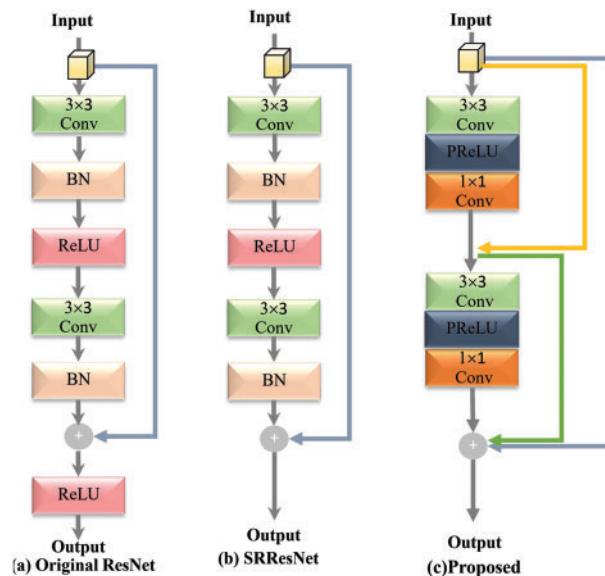 Input
3×3
Conv
BN
ReLU
3×3
Conv
BN
+
ReLU
Output
(a) Original ResNet
Input
3×3
Conv
BN
ReLU
3×3
Conv
BN
+
Output
(b) SRResNet
Input
3×3
Conv
PReLU
1×1
Conv
3×3
Conv
PReLU
1×1
Conv
+
Output
(c)Proposed